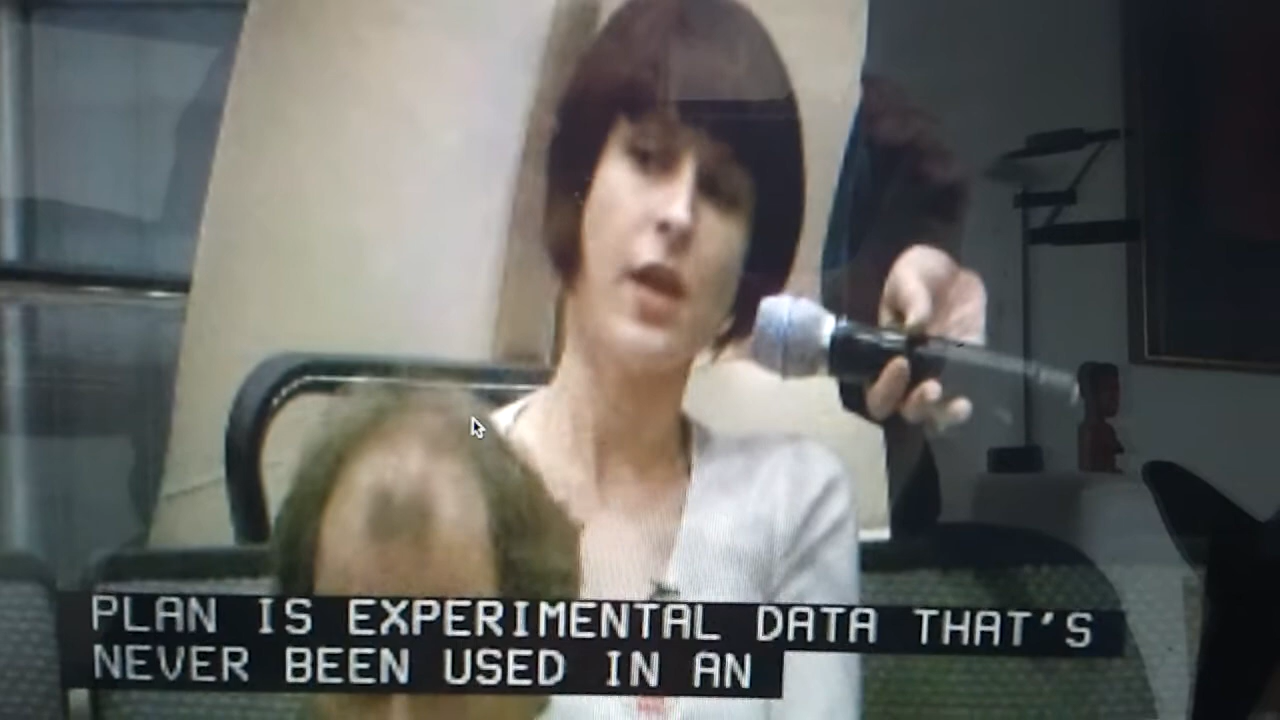 PLAN IS EXPERIMENTAL DATA THAT'S
NEVER BEEN USED IN AN